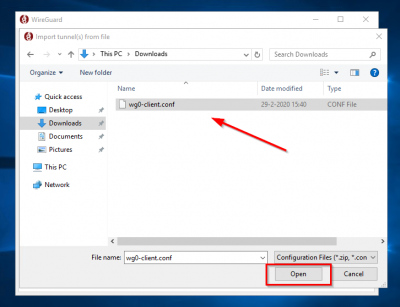 WireGuard
Import tunnel(s) from file
This PC > Downloads
Search Downloads
Organize
New folder
Name
Date modified
Type
Quick access
Desktop
Downloads
Documents
Pictures
This PC
Network
wg0-client.conf
29-2-2020 15:40
CONF File
File name:
wg0-client.conf
Configuration Files (*.zip, *.con
Open
Cancel